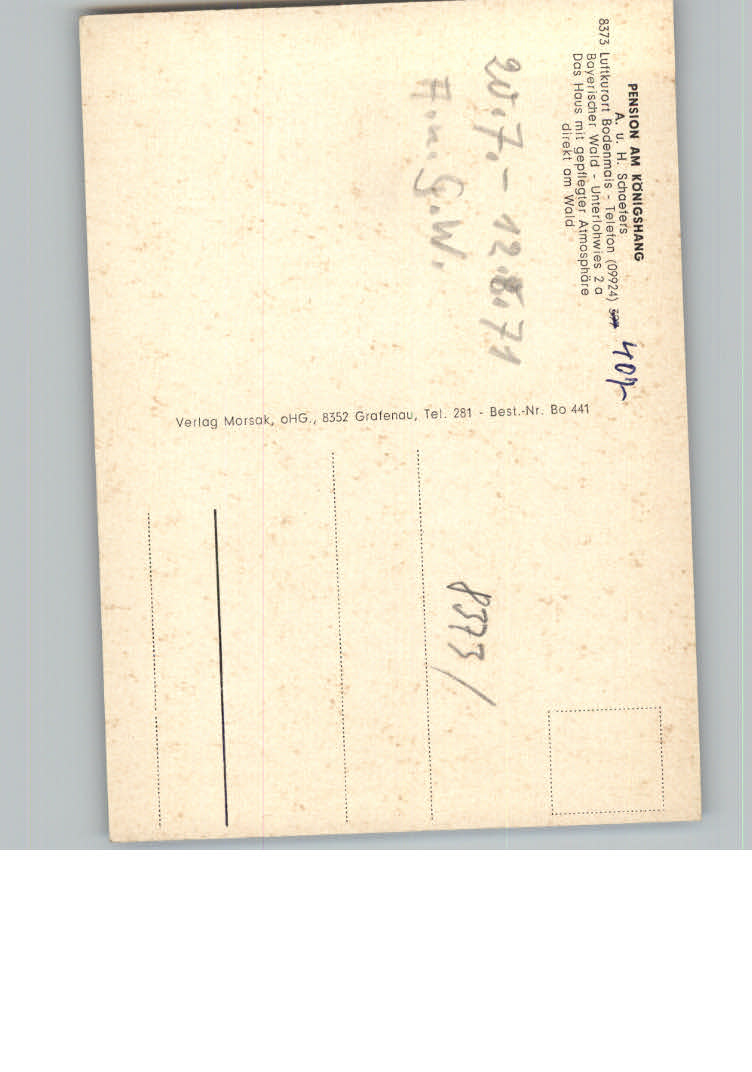 PENSION AM KÖNIGSHANG
A. u. H. Schaefers
8373 Luftkurort Bodenmais - Telefon (09924) 407
Bayerischer Wald - Unterlohwies 2 a
Das Haus mit gepflegter Atmosphäre
direkt am Wald
20.7. - 12.8.71
Verlag Morsak, oHG., 8352 Grafenau, Tel. 281 - Best.-Nr. Bo 441
8373 /